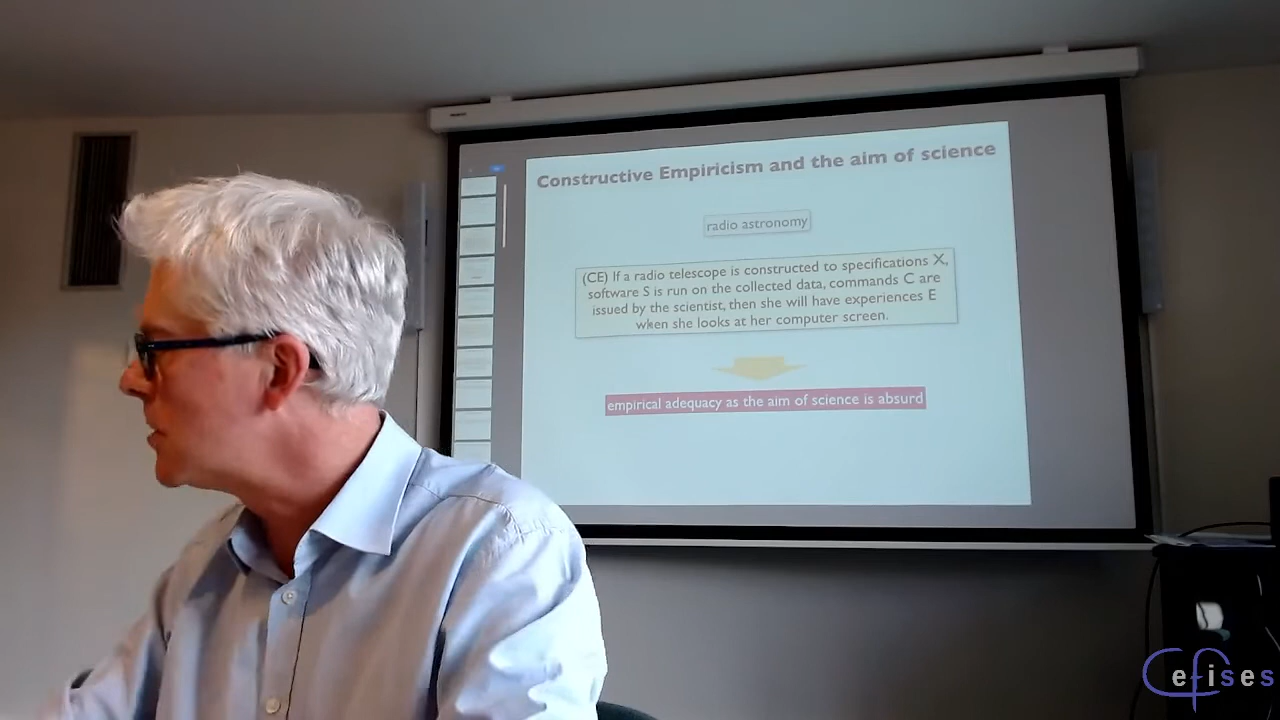 Constructive Empiricism and the aim of science
radio astronomy
(CE) If a radio telescope is constructed to specifications X,
software S is run on the collected data, commands C are
issued by the scientist, then she will have experiences E
when she looks at her computer screen.
empirical adequacy as the aim of science is absurd
Cefises